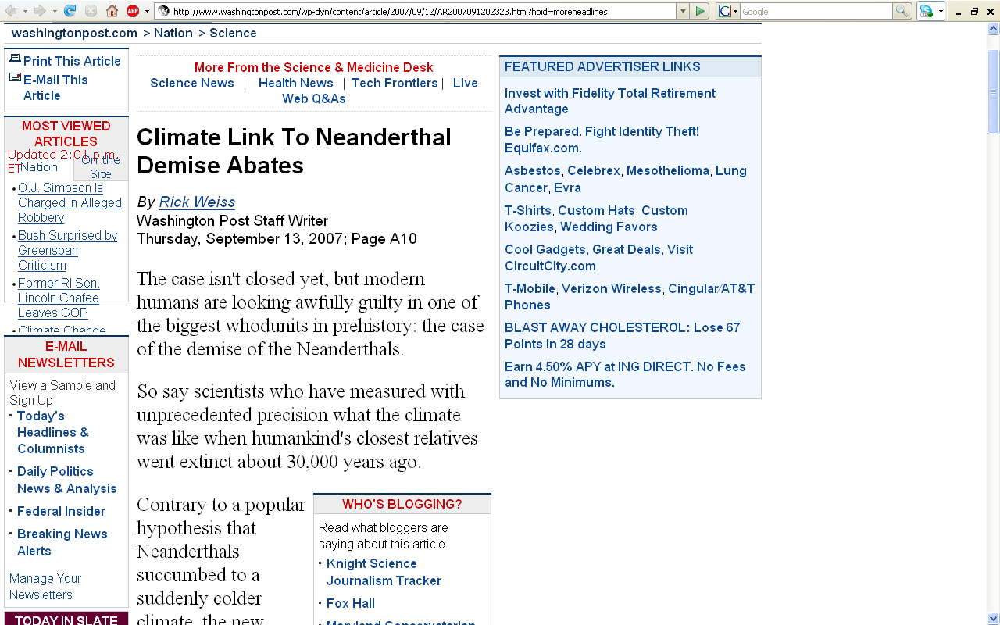 http://www.washingtonpost.com/wp-dyn/content/article/2007/09/12/AR2007091202323.html?hpid=moreheadlines
G Google
ABP
washingtonpost.com > Nation > Science
Print This Article
E-Mail This
Article
MOST VIEWED
ARTICLES
Updated 2:01 p.m.
ET
Nation
On the
Site
• O.J. Simpson Is
Charged In Alleged
Robbery
• Bush Surprised by
Greenspan
Criticism
• Former RI Sen.
Lincoln Chafee
Leaves GOP
• Climate Change
E-MAIL
NEWSLETTERS
View a Sample and
Sign Up
Today's
Headlines &
Columnists
Daily Politics
News & Analysis
Federal Insider
Breaking News
Alerts
Manage Your
Newsletters
TODAY IN SLATE
More From the Science & Medicine Desk
Science News | Health News | Tech Frontiers | Live
Web Q&As
Climate Link To Neanderthal
Demise Abates
By Rick Weiss
Washington Post Staff Writer
Thursday, September 13, 2007; Page A10
The case isn't closed yet, but modern
humans are looking awfully guilty in one of
the biggest whodunits in prehistory: the case
of the demise of the Neanderthals.
So say scientists who have measured with
unprecedented precision what the climate
was like when humankind's closest relatives
went extinct about 30,000 years ago.
Contrary to a popular
hypothesis that
Neanderthals
succumbed to a
suddenly colder
climate, the new
WHO'S BLOGGING?
Read what bloggers are
saying about this article.
Knight Science
Journalism Tracker
Fox Hall
Maryland Conservatarian
FEATURED ADVERTISER LINKS
Invest with Fidelity Total Retirement
Advantage
Be Prepared. Fight Identity Theft!
Equifax.com.
Asbestos, Celebrex, Mesothelioma, Lung
Cancer, Evra
T-Shirts, Custom Hats, Custom
Koozies, Wedding Favors
Cool Gadgets, Great Deals, Visit
CircuitCity.com
T-Mobile, Verizon Wireless, Cingular/AT&T
Phones
BLAST AWAY CHOLESTEROL: Lose 67
Points in 28 days
Earn 4.50% APY at ING DIRECT. No Fees
and No Minimums.